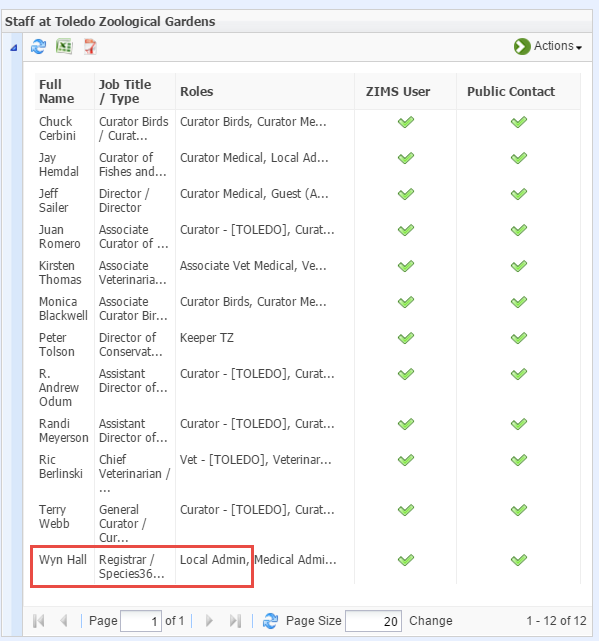 Staff at Toledo Zoological Gardens
Actions
Full Name Job Title / Type Roles ZIMS User Public Contact
Chuck Cerbini Curator Birds / Curat... Curator Birds, Curator Me...
Jay Hemdal Curator of Fishes and... Curator Medical, Local Ad...
Jeff Sailer Director / Director Curator Medical, Guest (A...
Juan Romero Associate Curator of ... Curator - [TOLEDO], Curat...
Kirsten Thomas Associate Veterinaria... Associate Vet Medical, Ve...
Monica Blackwell Associate Curator Bir... Curator Birds, Curator Me...
Peter Tolson Director of Conservat... Keeper TZ
R. Andrew Odum Assistant Director of... Curator - [TOLEDO], Curat...
Randi Meyerson Assistant Director of... Curator - [TOLEDO], Curat...
Ric Berlinski Chief Veterinarian / ... Vet - [TOLEDO], Veterinar...
Terry Webb General Curator / Cur... Curator - [TOLEDO], Curat...
Wyn Hall Registrar / Species36... Local Admin, Medical Admi...
Page 1 of 1 Page Size 20 Change 1 - 12 of 12